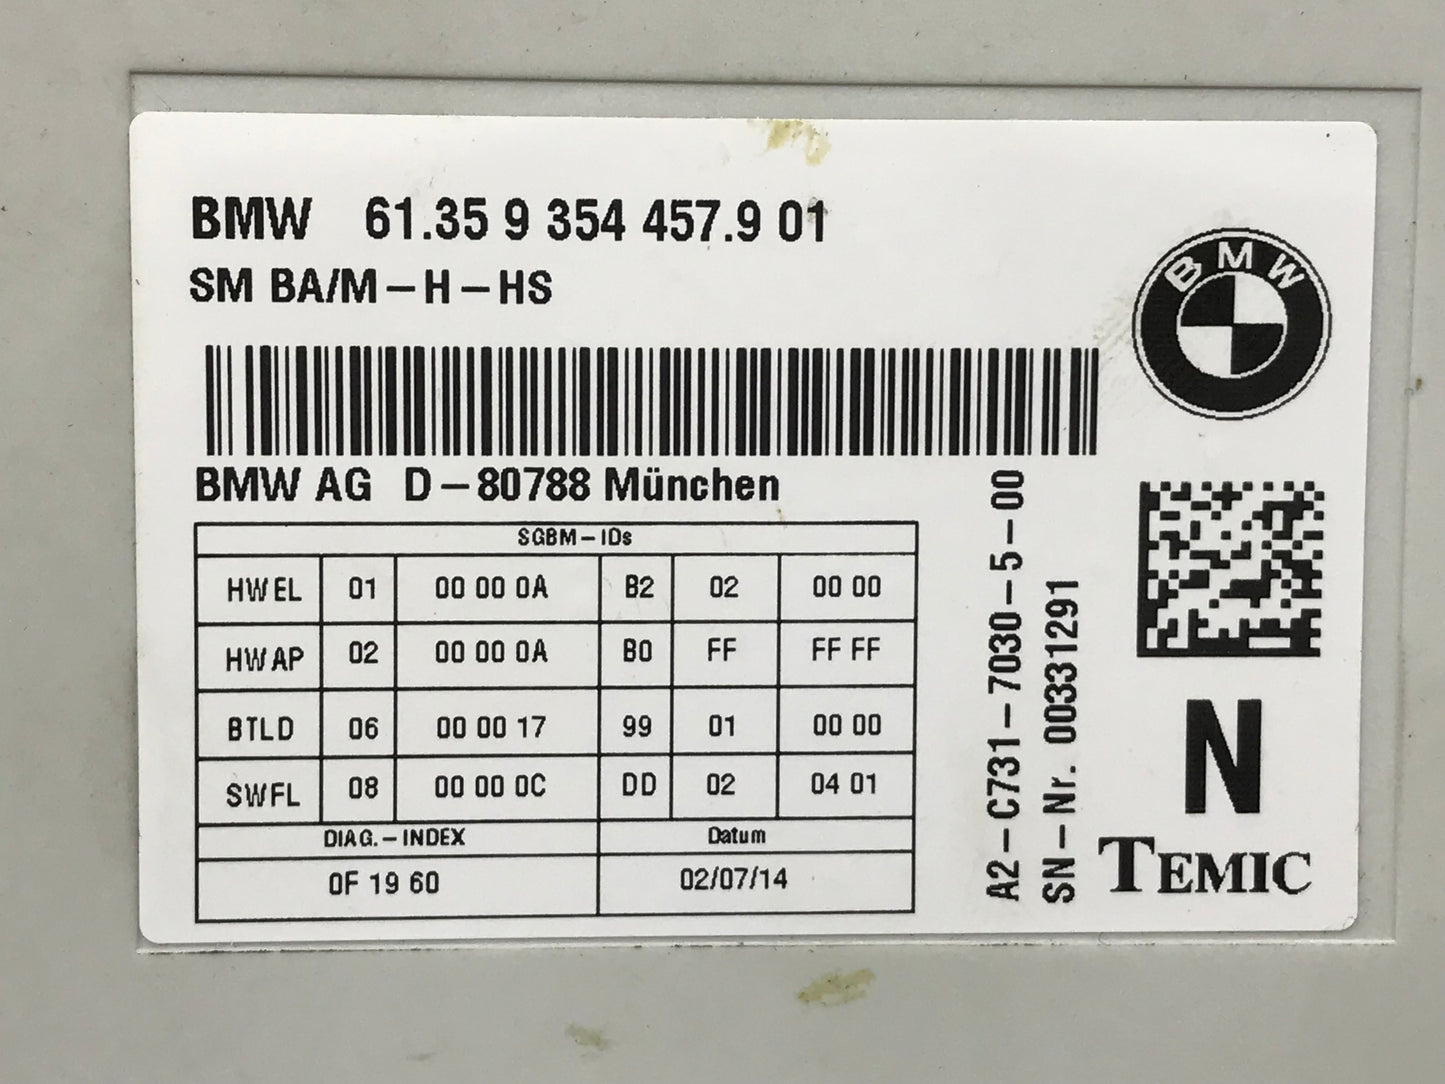 BMW 61.35 9 354 457.9 01
SM BA/M-H-HS
BMW
BMW AG D-80788 München
SGBM-IDs
HWEL 01 00 00 0A B2 02 00 00
HWAP 02 00 00 0A B0 FF FF FF
BTLD 06 00 00 17 99 01 00 00
SWFL 08 00 00 0C DD 02 04 01
DIAG.-INDEX Datum
0F 19 60 02/07/14
A2-C731-7030-5-00
SN-Nr. 00331291
N
TEMIC